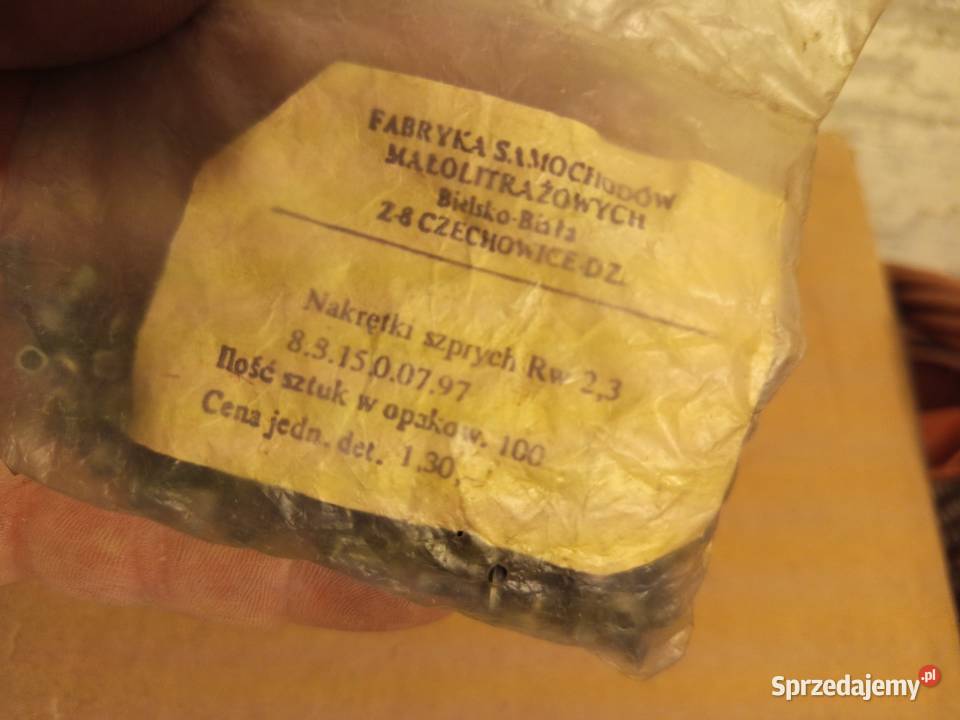 FABRYKA SAMOCHODÓW
MAŁOLITRAŻOWYCH
Bielsko-Biała
Z-8 CZECHOWICE-DZ.
Nakrętki szprych Rw 2,3
8.3.15.0.07.97
Ilość sztuk w opakow. 100
Cena jedn. det. 1.30,-
Sprzedajemy.pl